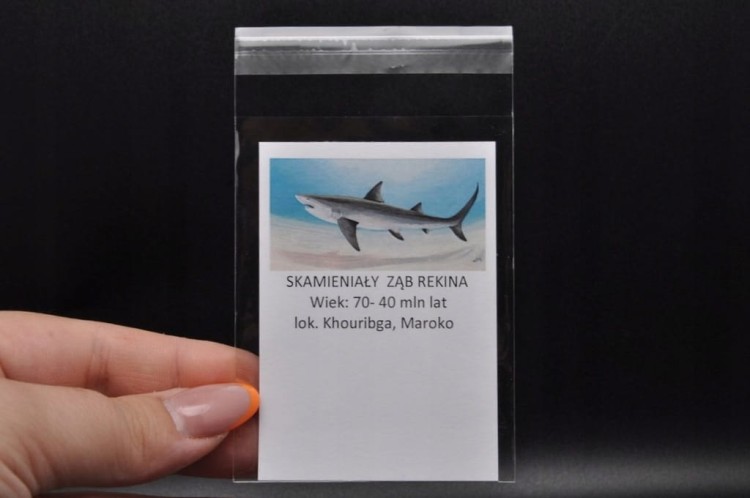 SKAMIENIAŁY ZĄB REKINA
Wiek: 70- 40 mln lat
lok. Khouribga, Maroko